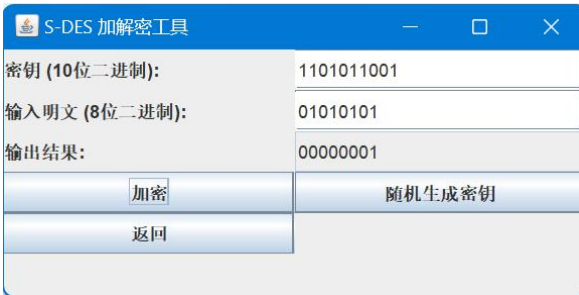 S-DES 加解密工具
密钥 (10位二进制): 1101011001
输入明文 (8位二进制): 01010101
输出结果: 00000001
加密 随机生成密钥
返回